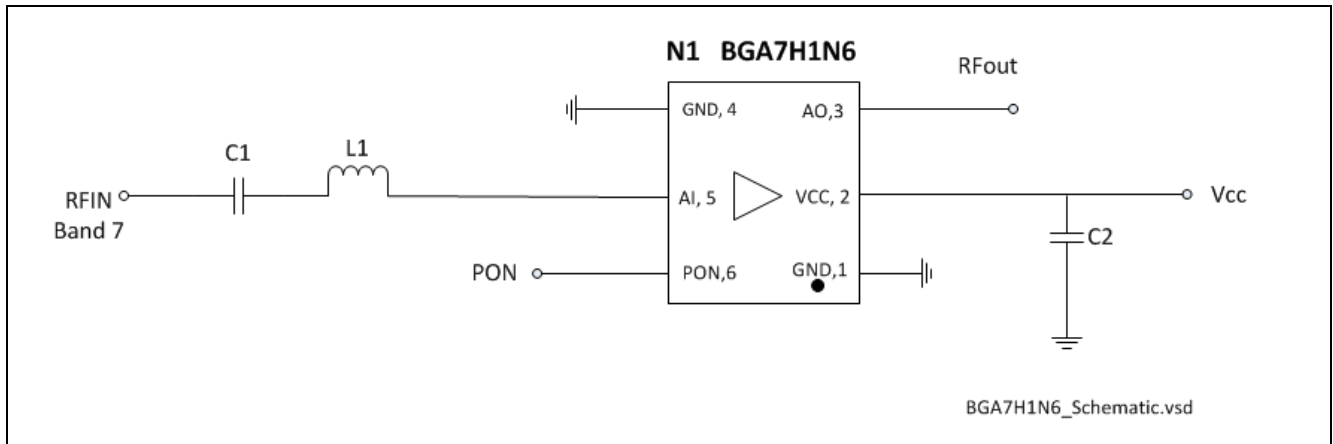 N1 BGA7H1N6
RFout
GND, 4
AO,3
C1
L1
RFIN
Band 7
AI, 5
VCC, 2
Vcc
C2
PON
PON,6
GND,1
BGA7H1N6_Schematic.vsd